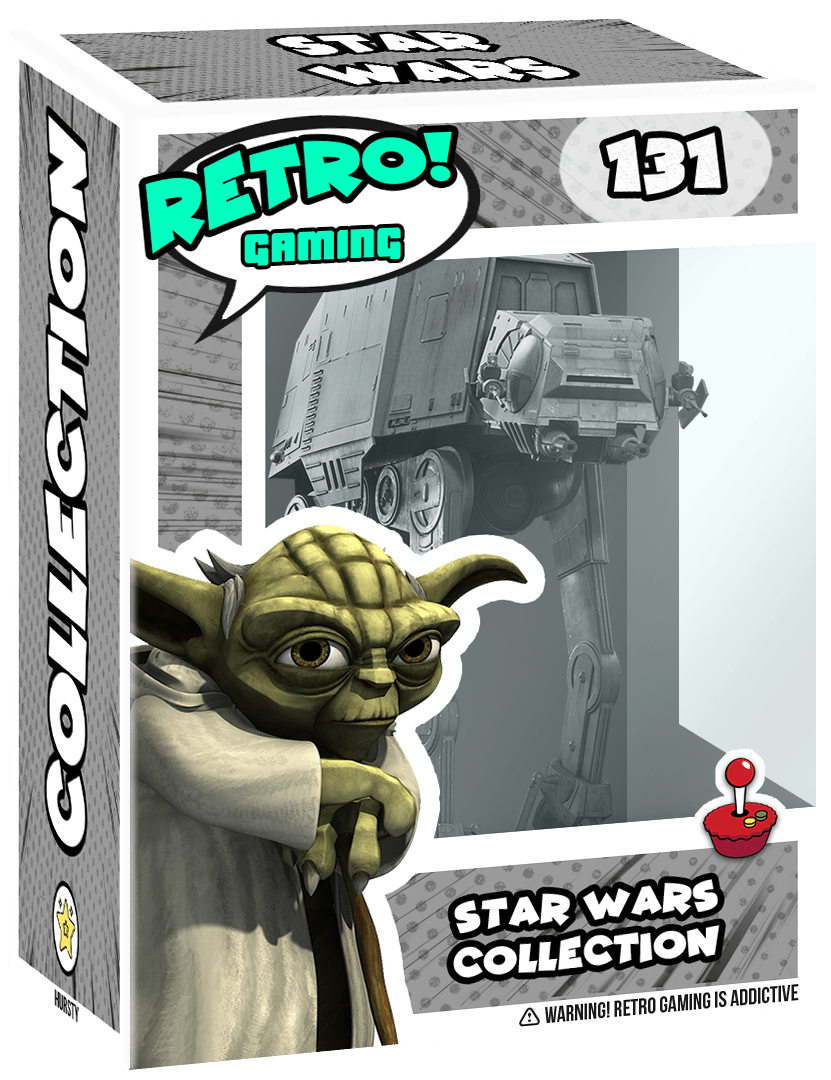 STAR
WARS
RETRO!
GAMING
131
COLLECTION
STAR WARS
COLLECTION
HURSTY
WARNING! RETRO GAMING IS ADDICTIVE